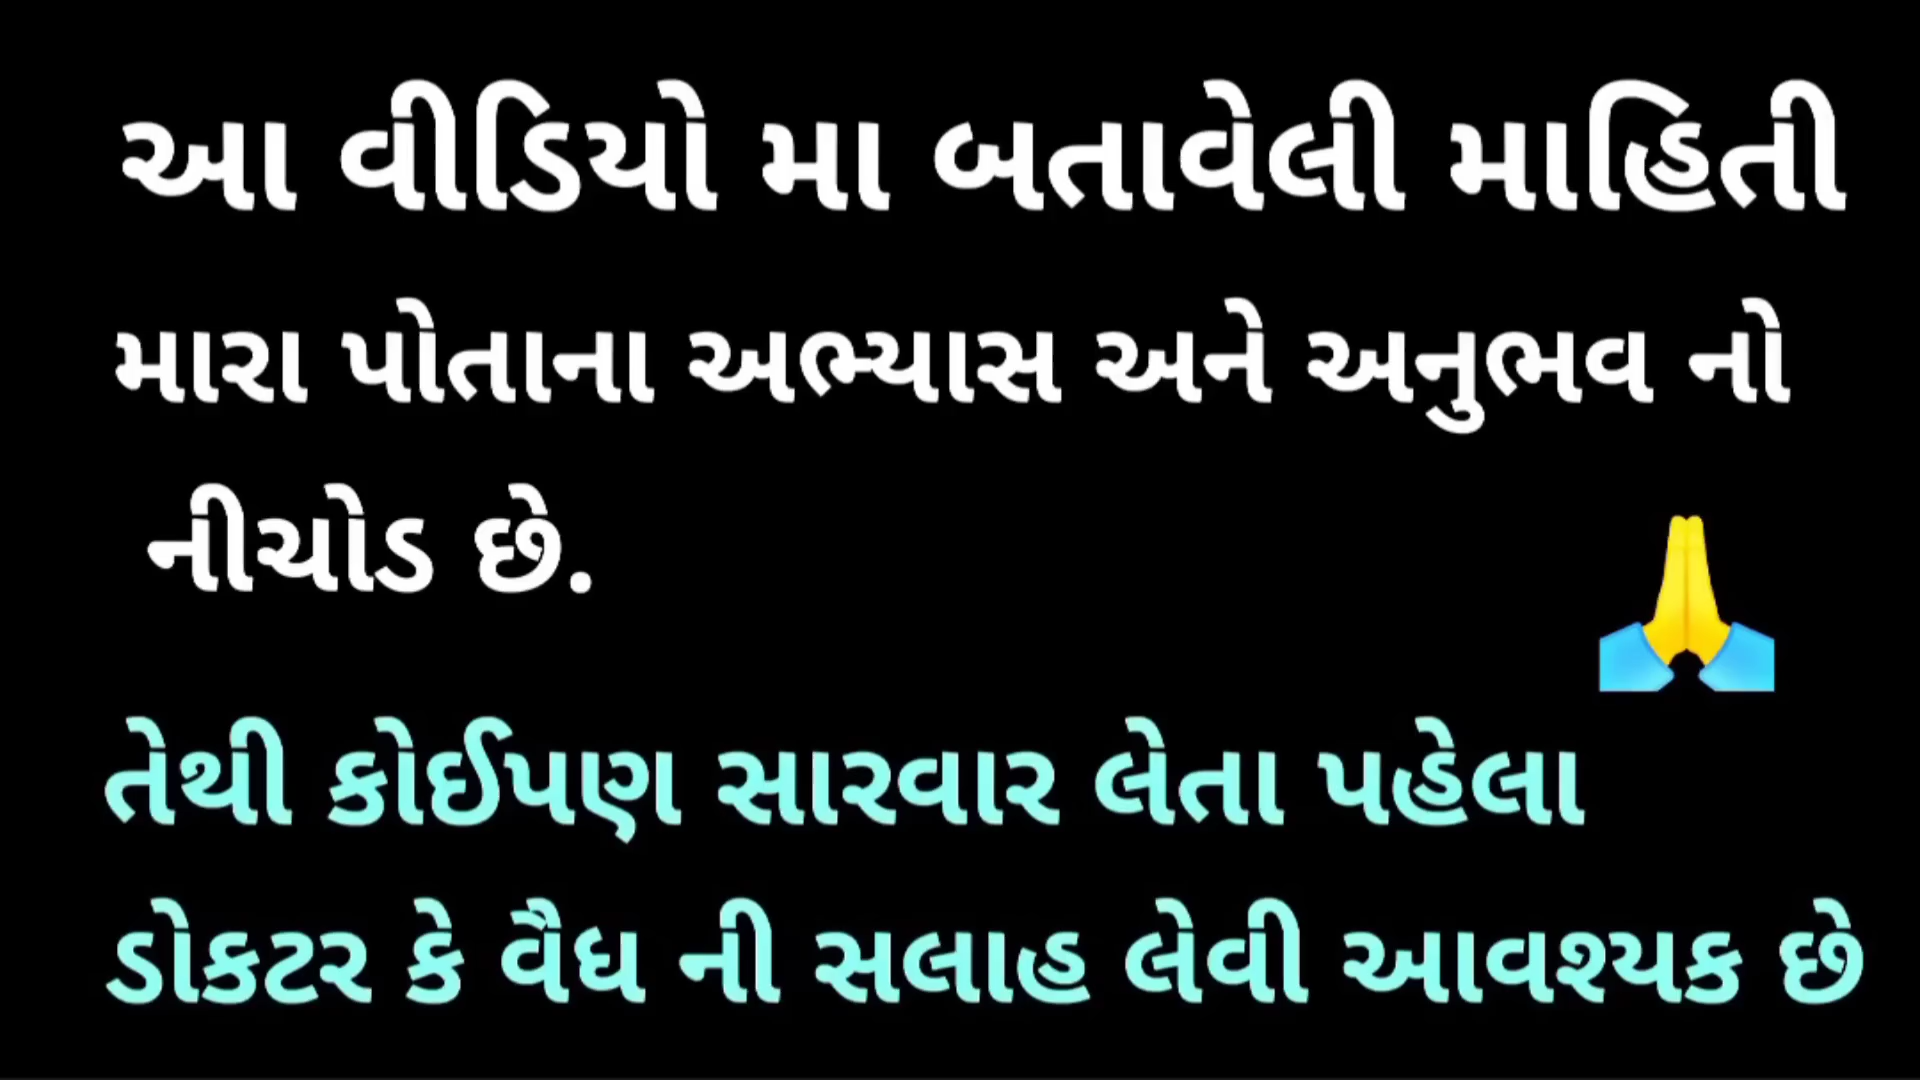 આ વીડિયો મા બતાવેલી માહિતી
મારા પોતાના અભ્યાસ અને અનુભવ નો
નીચોડ છે.
તેથી કોઈપણ સારવાર લેતા પહેલા
ડોકટર કે વૈધ ની સલાહ લેવી આવશ્યક છે